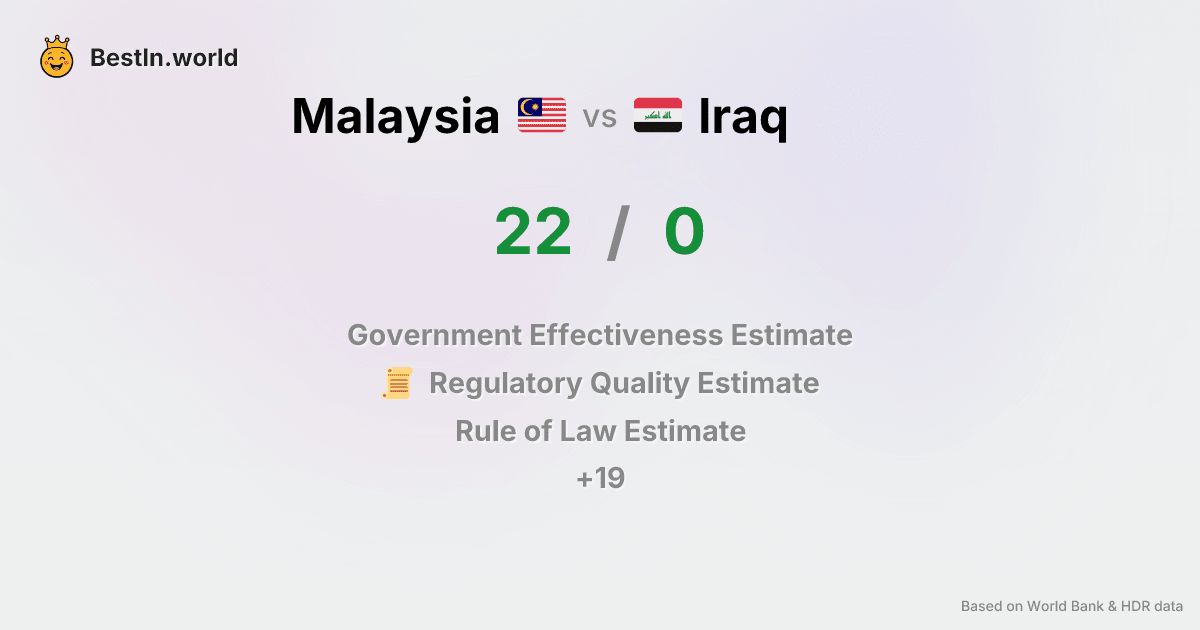 BestIn.world
Malaysia vs Iraq
22 / 0
Government Effectiveness Estimate
Regulatory Quality Estimate
Rule of Law Estimate
+19
Based on World Bank & HDR data